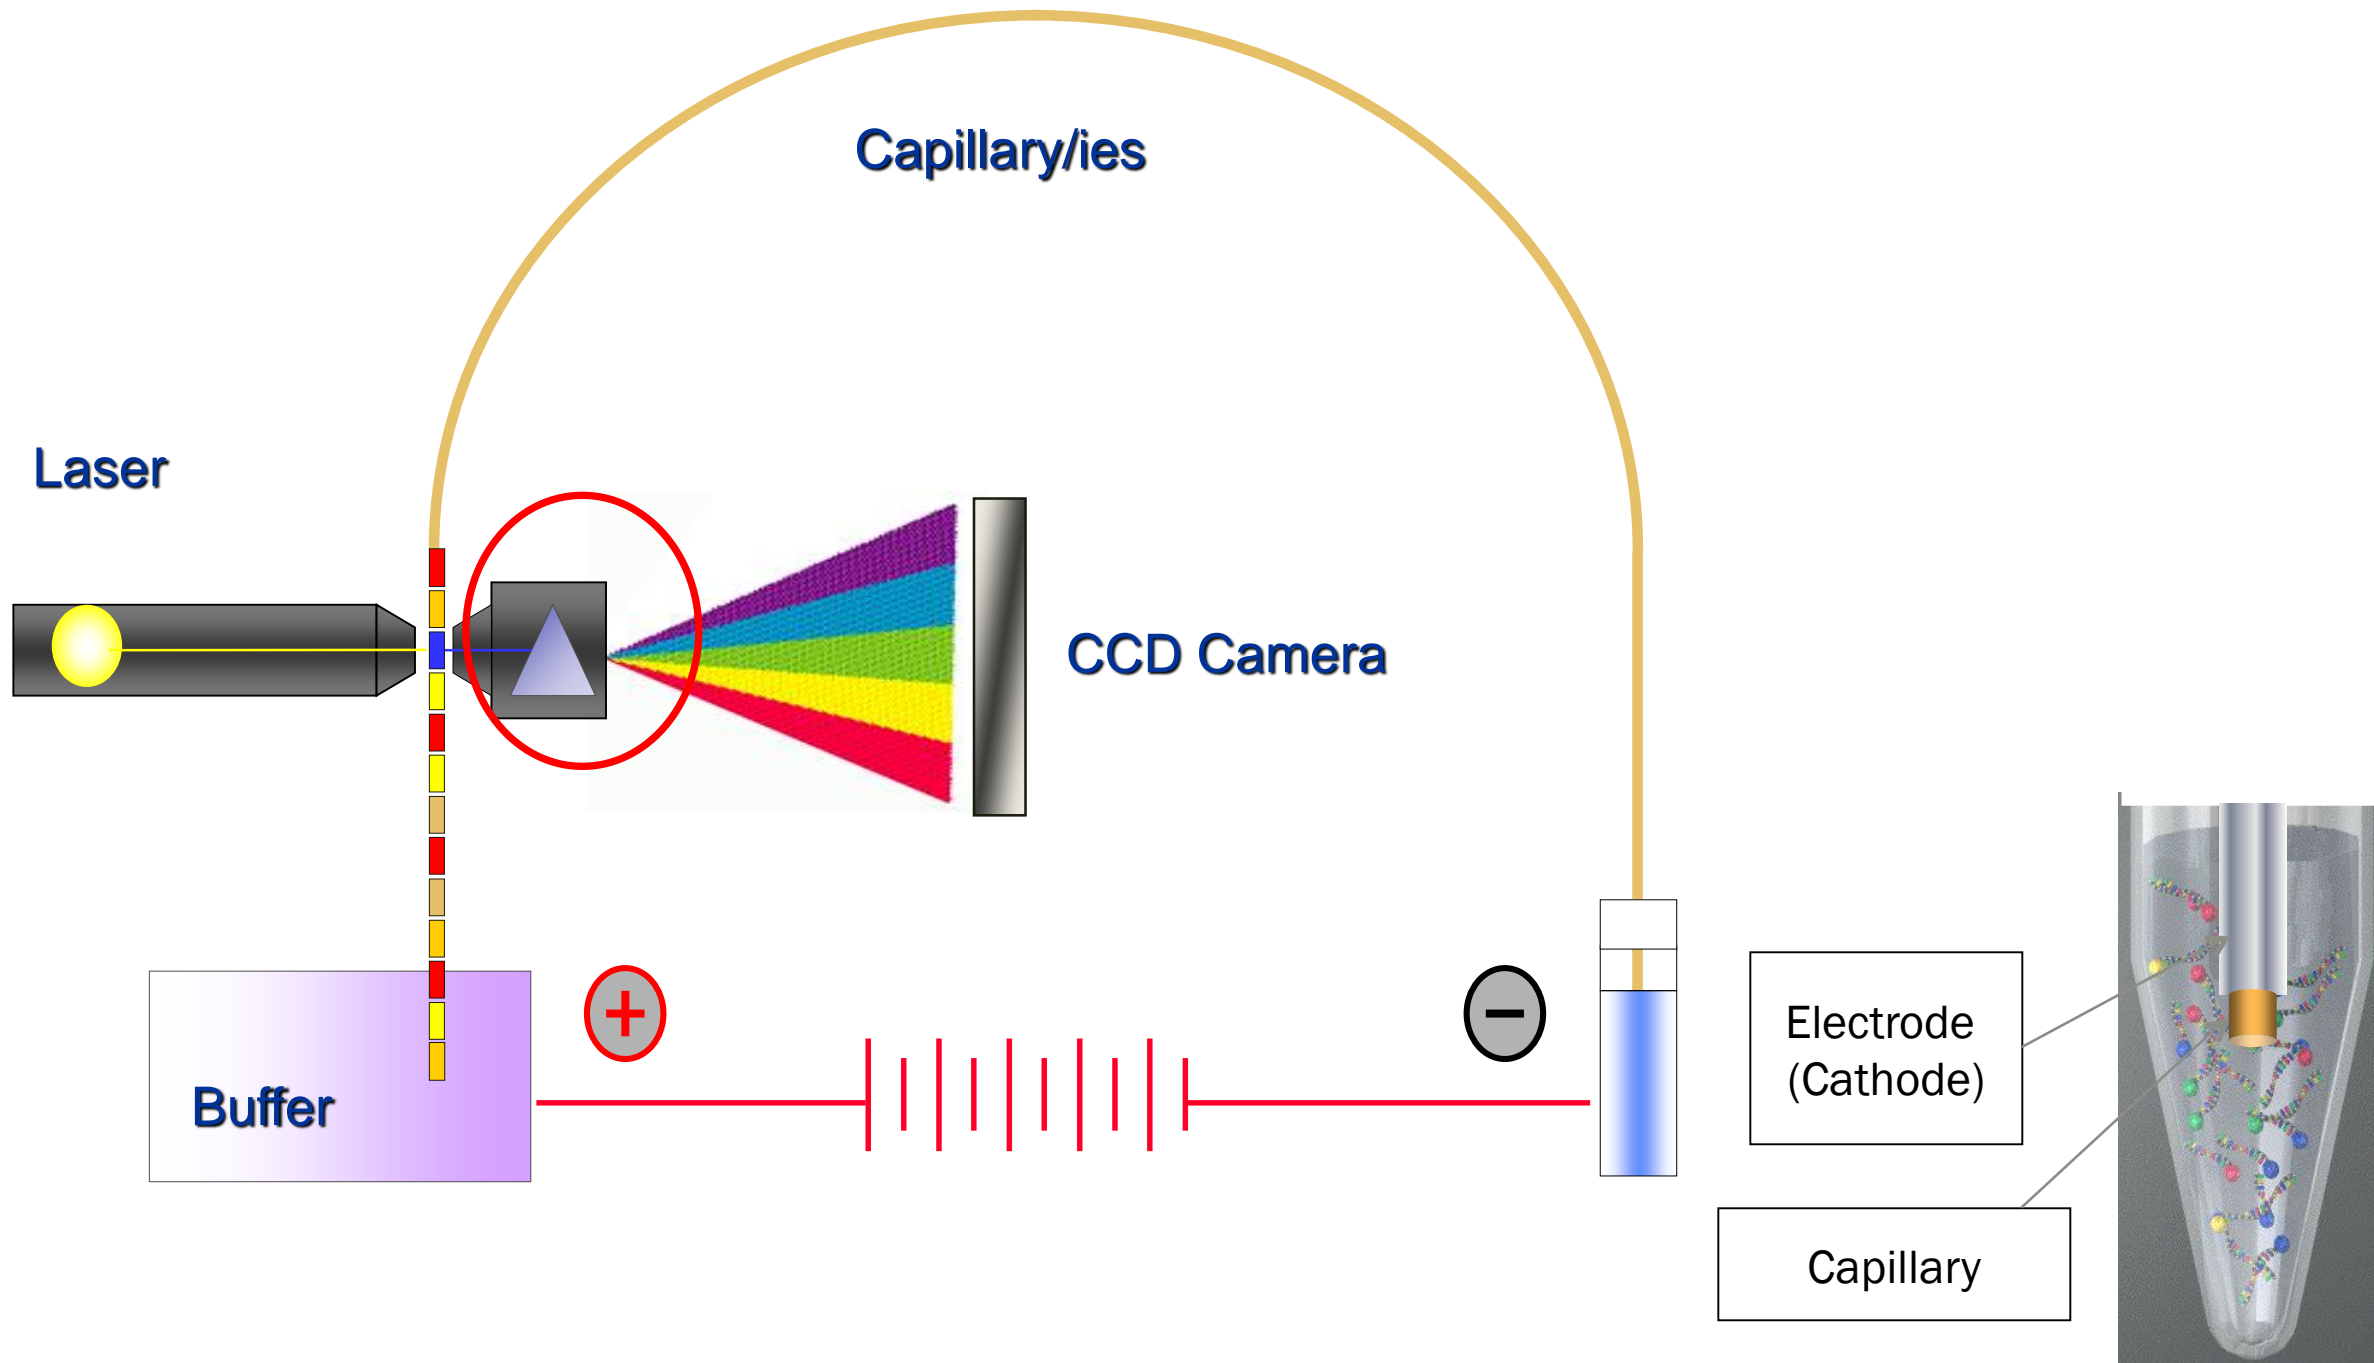 Capillary/ies
Laser
CCD Camera
+
−
Buffer
Electrode
(Cathode)
Capillary